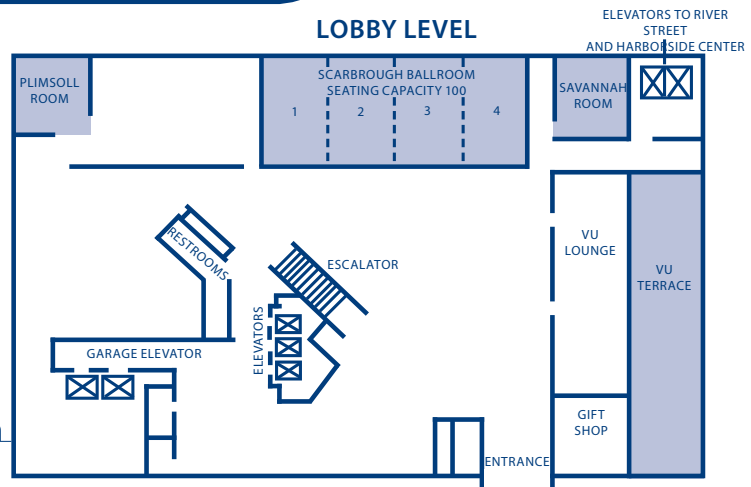 LOBBY LEVEL
ELEVATORS TO RIVER
STREET
AND HARBORSIDE CENTER
PLIMSOLL
ROOM
SCARBROUGH BALLROOM
SEATING CAPACITY 100
1 2 3 4
SAVANNAH
ROOM
RESTROOMS
ESCALATOR
VU
LOUNGE
VU
TERRACE
ELEVATORS
GARAGE ELEVATOR
GIFT
SHOP
ENTRANCE